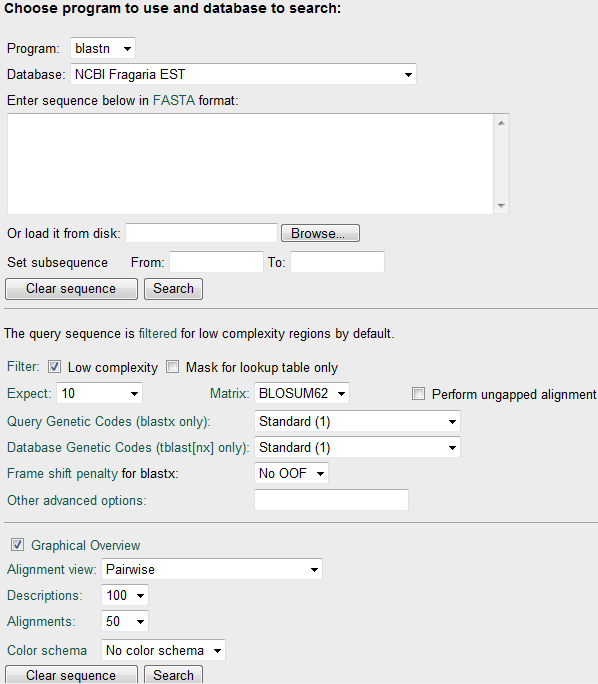 Choose program to use and database to search:
Program: blastn
Database: NCBI Fragaria EST
Enter sequence below in FASTA format:
Or load it from disk: Browse...
Set subsequence From: To:
Clear sequence Search
The query sequence is filtered for low complexity regions by default.
Filter: Low complexity Mask for lookup table only
Expect: 10 Matrix: BLOSUM62 Perform ungapped alignment
Query Genetic Codes (blastx only): Standard (1)
Database Genetic Codes (tblast[nx] only): Standard (1)
Frame shift penalty for blastx: No OOF
Other advanced options:
Graphical Overview
Alignment view: Pairwise
Descriptions: 100
Alignments: 50
Color schema No color schema
Clear sequence Search